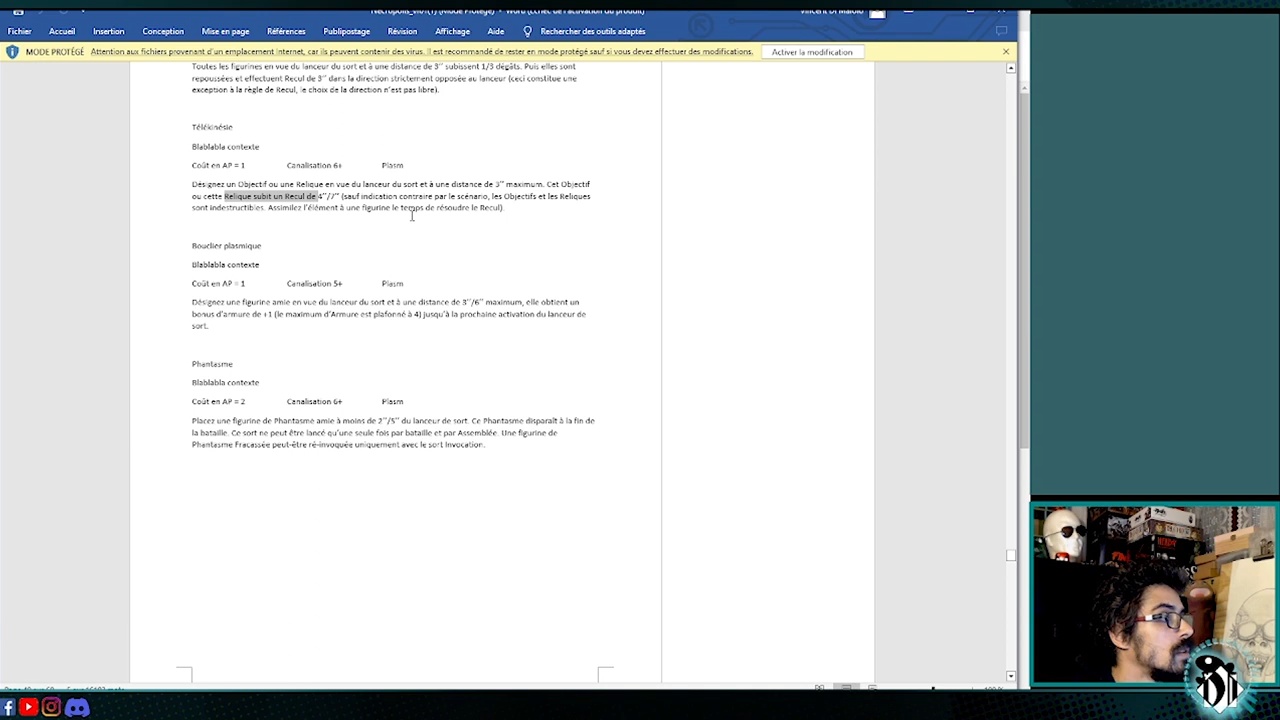 Necropolis_v101(1) (Mode Protégé) - Word (Échec de l'activation du produit)
Fichier Accueil Insertion Conception Mise en page Références Publipostage Révision Affichage Aide Rechercher des outils adaptés
MODE PROTÉGÉ Attention aux fichiers provenant d'un emplacement Internet, car ils peuvent contenir des virus. Il est recommandé de rester en mode protégé sauf si vous devez effectuer des modifications. Activer la modification
Toutes les figurines en vue du lanceur du sort et à une distance de 3'' subissent 1/3 dégâts. Puis elles sont
repoussées et effectuent Recul de 3'' dans la direction strictement opposée au lanceur (ceci constitue une
exception à la règle de Recul, le choix de la direction n'est pas libre).
Télékinésie
Blablabla contexte
Coût en AP = 1 Canalisation 6+ Plasm
Désignez un Objectif ou une Relique en vue du lanceur du sort et à une distance de 3'' maximum. Cet Objectif
ou cette Relique subit un Recul de 4''/7'' (sauf indication contraire par le scénario, les Objectifs et les Reliques
sont indestructibles. Assimilez l'élément à une figurine le temps de résoudre le Recul).
Bouclier plasmique
Blablabla contexte
Coût en AP = 1 Canalisation 5+ Plasm
Désignez une figurine amie en vue du lanceur du sort et à une distance de 3''/6'' maximum, elle obtient un
bonus d'armure de +1 (le maximum d'Armure est plafonné à 4) jusqu'à la prochaine activation du lanceur de
sort.
Phantasme
Blablabla contexte
Coût en AP = 2 Canalisation 6+ Plasm
Placez une figurine de Phantasme amie à moins de 2''/5'' du lanceur de sort. Ce Phantasme disparaît à la fin de
la bataille. Ce sort ne peut être lancé qu'une seule fois par bataille et par Assemblée. Une figurine de
Phantasme Fracassée peut-être ré-invoquée uniquement avec le sort Invocation.